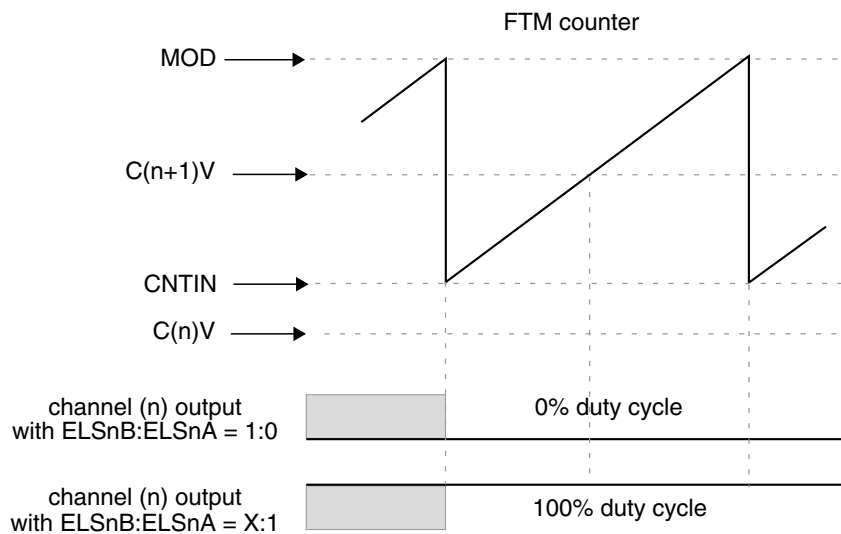 FTM counter
MOD
C(n+1)V
CNTIN
C(n)V
channel (n) output
with ELSnB:ELSnA = 1:0
0% duty cycle
channel (n) output
with ELSnB:ELSnA = X:1
100% duty cycle